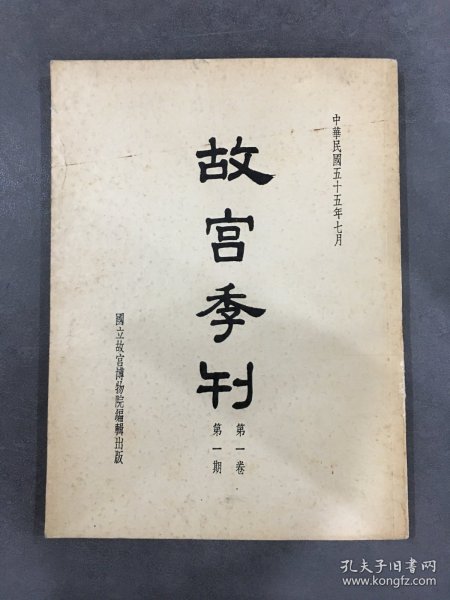 中華民國五十五年七月
故宫季刊
第一卷
第一期
國立故宮博物院編輯出版
孔夫子旧书网
www.kongfz.com